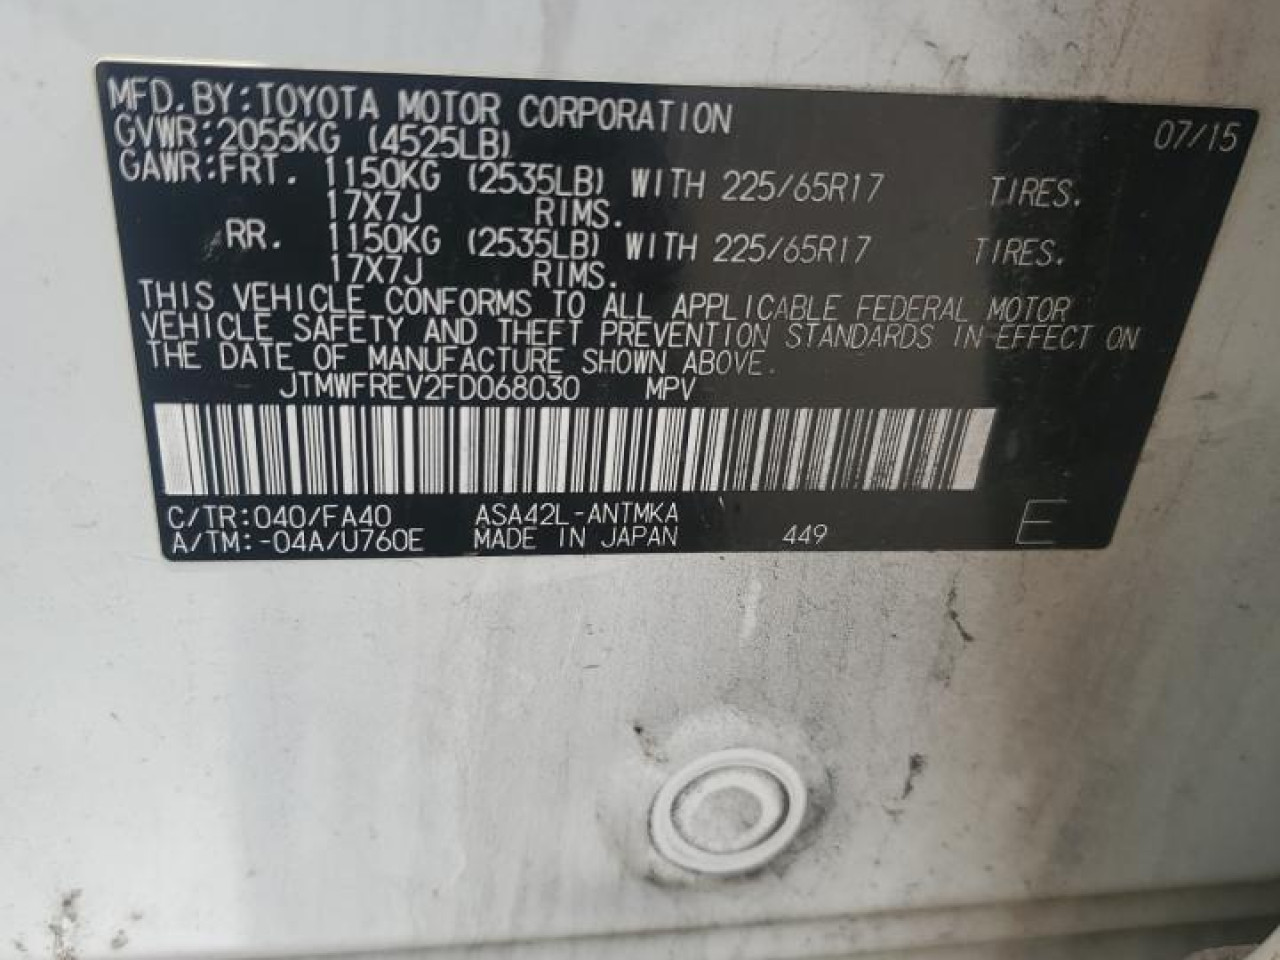 MFD. BY: TOYOTA MOTOR CORPORATION 07/15
GVWR: 2055KG (4525LB)
GAWR: FRT. 1150KG (2535LB) WITH 225/65R17 TIRES.
17X7J RIMS.
RR. 1150KG (2535LB) WITH 225/65R17 TIRES.
17X7J RIMS.
THIS VEHICLE CONFORMS TO ALL APPLICABLE FEDERAL MOTOR
VEHICLE SAFETY AND THEFT PREVENTION STANDARDS IN EFFECT ON
THE DATE OF MANUFACTURE SHOWN ABOVE.
JTMWFREV2FD068030 MPV
C/TR: 040/FA40 ASA42L-ANTMKA
A/TM: -04A/U760E MADE IN JAPAN 449 E